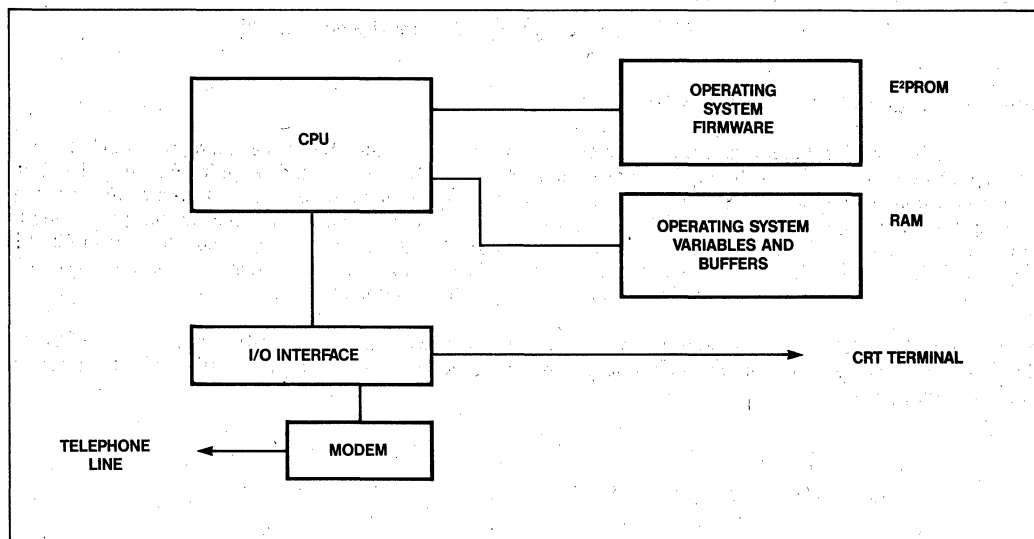 CPU
OPERATING
SYSTEM
FIRMWARE
E²PROM
OPERATING SYSTEM
VARIABLES AND
BUFFERS
RAM
I/O INTERFACE
CRT TERMINAL
MODEM
TELEPHONE
LINE